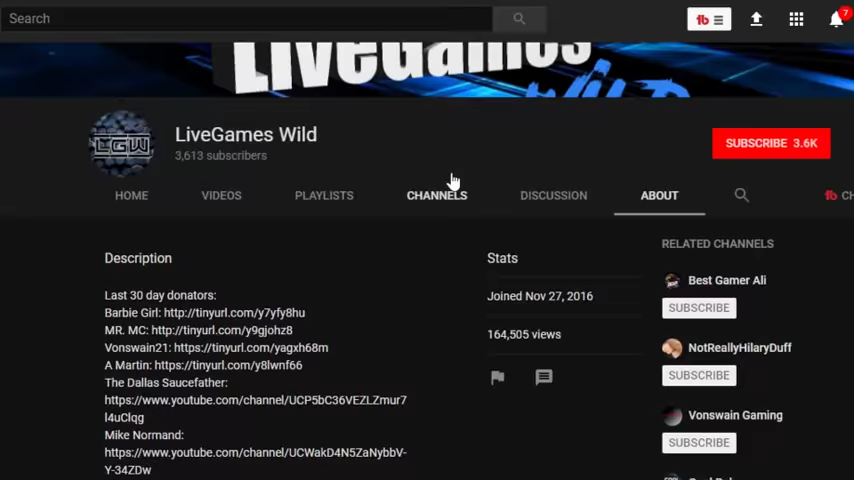 Search
7
LiveGames
WILD
LGW
LiveGames Wild
3,613 subscribers
SUBSCRIBE 3.6K
HOME VIDEOS PLAYLISTS CHANNELS DISCUSSION ABOUT CH
RELATED CHANNELS
Description
Stats
Last 30 day donators:
Barbie Girl: http://tinyurl.com/y7yfy8hu
MR. MC: http://tinyurl.com/y9gjohz8
Vonswain21: https://tinyurl.com/yagxh68m
A Martin: https://tinyurl.com/y8lwnf66
The Dallas Saucefather:
https://www.youtube.com/channel/UCP5bC36VEZLZmur7
l4uClqg
Mike Normand:
https://www.youtube.com/channel/UCWakD4N5ZaNybbV-
Y-34ZDw
Joined Nov 27, 2016
164,505 views
Best Gamer Ali
SUBSCRIBE
NotReallyHilaryDuff
SUBSCRIBE
Vonswain Gaming
SUBSCRIBE